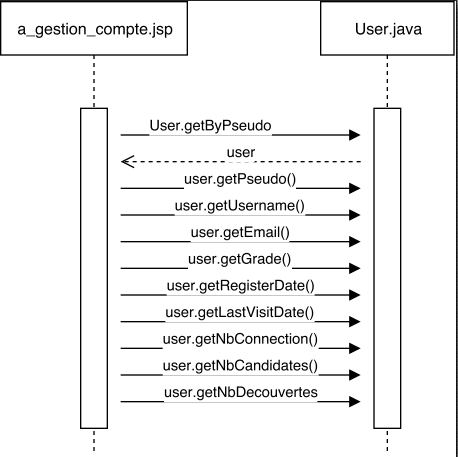 a_gestion_compte.jsp
User.java
User.getByPseudo
user
user.getPseudo()
user.getUsername()
user.getEmail()
user.getGrade()
user.getRegisterDate()
user.getLastVisitDate()
user.getNbConnection()
user.getNbCandidates()
user.getNbDecouvertes